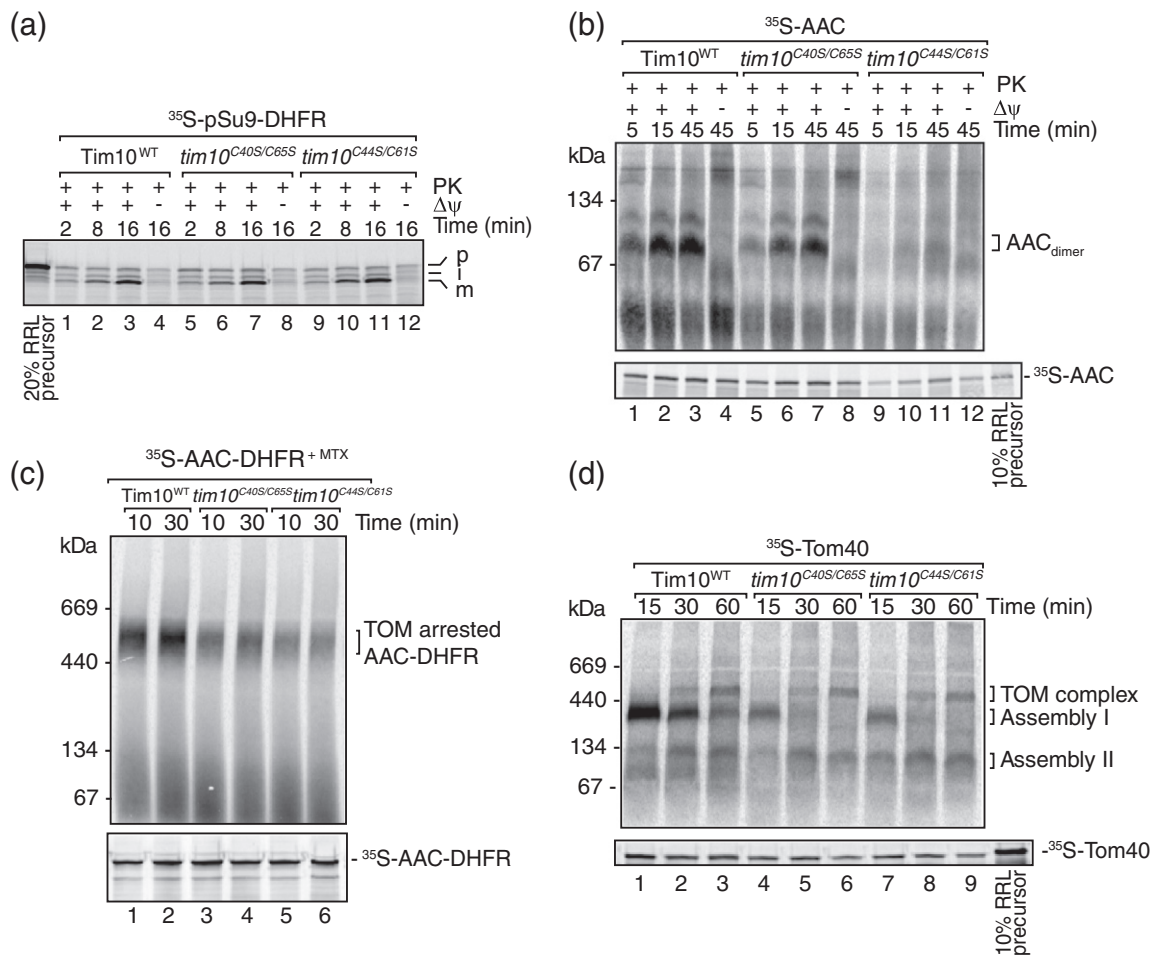 (a)
³⁵S-pSu9-DHFR
Tim10ᵂᵀ tim10ᶜ⁴⁰ˢ/ᶜ⁶⁵ˢ tim10ᶜ⁴⁴ˢ/ᶜ⁶¹ˢ
+ + + + + + + + + + + + PK
+ + + - + + + - + + + - Δψ
2 8 16 16 2 8 16 16 2 8 16 16 Time (min)
p
i
m
20% RRL precursor
1 2 3 4 5 6 7 8 9 10 11 12
(b)
³⁵S-AAC
Tim10ᵂᵀ tim10ᶜ⁴⁰ˢ/ᶜ⁶⁵ˢ tim10ᶜ⁴⁴ˢ/ᶜ⁶¹ˢ
+ + + + + + + + + + + + PK
+ + + - + + + - + + + - Δψ
5 15 45 45 5 15 45 45 5 15 45 45 Time (min)
kDa
134 -
67 -
AACdimer
-³⁵S-AAC
1 2 3 4 5 6 7 8 9 10 11 12
10% RRL precursor
(c)
³⁵S-AAC-DHFR⁺ ᴹᵀˣ
Tim10ᵂᵀ tim10ᶜ⁴⁰ˢ/ᶜ⁶⁵ˢ tim10ᶜ⁴⁴ˢ/ᶜ⁶¹ˢ
10 30 10 30 10 30 Time (min)
kDa
669 -
440 -
134 -
67 -
TOM arrested
AAC-DHFR
-³⁵S-AAC-DHFR
1 2 3 4 5 6
(d)
³⁵S-Tom40
Tim10ᵂᵀ tim10ᶜ⁴⁰ˢ/ᶜ⁶⁵ˢ tim10ᶜ⁴⁴ˢ/ᶜ⁶¹ˢ
15 30 60 15 30 60 15 30 60 Time (min)
kDa
669 -
440 -
134 -
67 -
TOM complex
Assembly I
Assembly II
-³⁵S-Tom40
1 2 3 4 5 6 7 8 9
10% RRL precursor